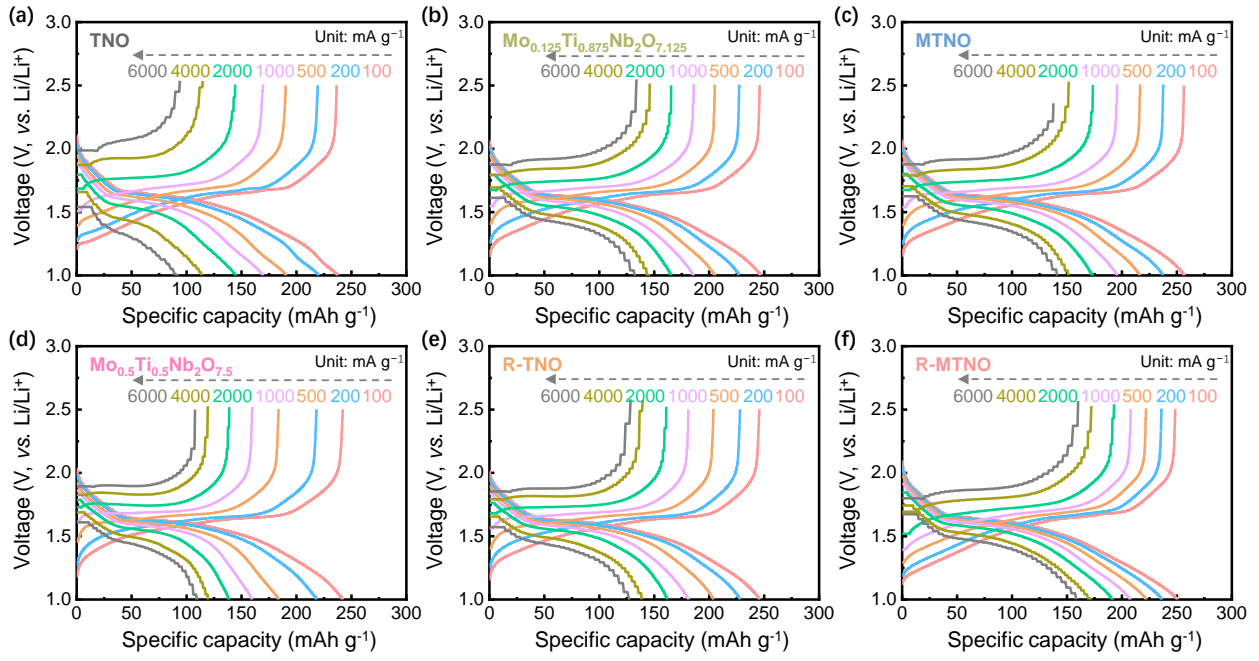 (a)
TNO
Unit: mA g⁻¹
6000 4000 2000 1000 500 200 100
3.0
2.5
2.0
1.5
1.0
Voltage (V, vs. Li/Li⁺)
0 50 100 150 200 250 300
Specific capacity (mAh g⁻¹)
(b)
Mo₀.₁₂₅Ti₀.₈₇₅Nb₂O₇.₁₂₅
Unit: mA g⁻¹
6000 4000 2000 1000 500 200 100
3.0
2.5
2.0
1.5
1.0
Voltage (V, vs. Li/Li⁺)
0 50 100 150 200 250 300
Specific capacity (mAh g⁻¹)
(c)
MTNO
Unit: mA g⁻¹
6000 4000 2000 1000 500 200 100
3.0
2.5
2.0
1.5
1.0
Voltage (V, vs. Li/Li⁺)
0 50 100 150 200 250 300
Specific capacity (mAh g⁻¹)
(d)
Mo₀.₅Ti₀.₅Nb₂O₇.₅
Unit: mA g⁻¹
6000 4000 2000 1000 500 200 100
3.0
2.5
2.0
1.5
1.0
Voltage (V, vs. Li/Li⁺)
0 50 100 150 200 250 300
Specific capacity (mAh g⁻¹)
(e)
R-TNO
Unit: mA g⁻¹
6000 4000 2000 1000 500 200 100
3.0
2.5
2.0
1.5
1.0
Voltage (V, vs. Li/Li⁺)
0 50 100 150 200 250 300
Specific capacity (mAh g⁻¹)
(f)
R-MTNO
Unit: mA g⁻¹
6000 4000 2000 1000 500 200 100
3.0
2.5
2.0
1.5
1.0
Voltage (V, vs. Li/Li⁺)
0 50 100 150 200 250 300
Specific capacity (mAh g⁻¹)